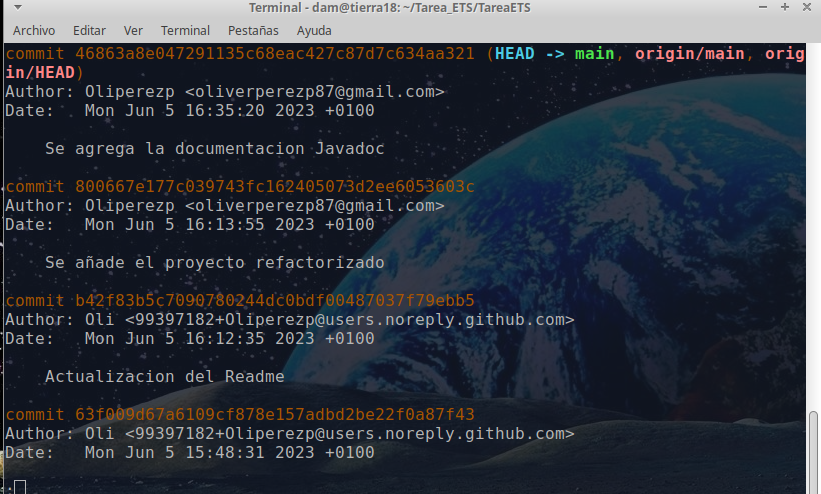 Terminal - dam@tierra18: ~/Tarea_ETS/TareaETS
Archivo Editar Ver Terminal Pestañas Ayuda
commit 46863a8e047291135c68eac427c87d7c634aa321 (HEAD -> main, origin/main, orig
in/HEAD)
Author: Oliperezp <oliverperezp87@gmail.com>
Date:   Mon Jun 5 16:35:20 2023 +0100
    Se agrega la documentacion Javadoc
commit 800667e177c039743fc162405073d2ee6053603c
Author: Oliperezp <oliverperezp87@gmail.com>
Date:   Mon Jun 5 16:13:55 2023 +0100
    Se añade el proyecto refactorizado
commit b42f83b5c7090780244dc0bdf00487037f79ebb5
Author: Oli <99397182+Oliperezp@users.noreply.github.com>
Date:   Mon Jun 5 16:12:35 2023 +0100
    Actualizacion del Readme
commit 63f009d67a6109cf878e157adbd2be22f0a87f43
Author: Oli <99397182+Oliperezp@users.noreply.github.com>
Date:   Mon Jun 5 15:48:31 2023 +0100
: